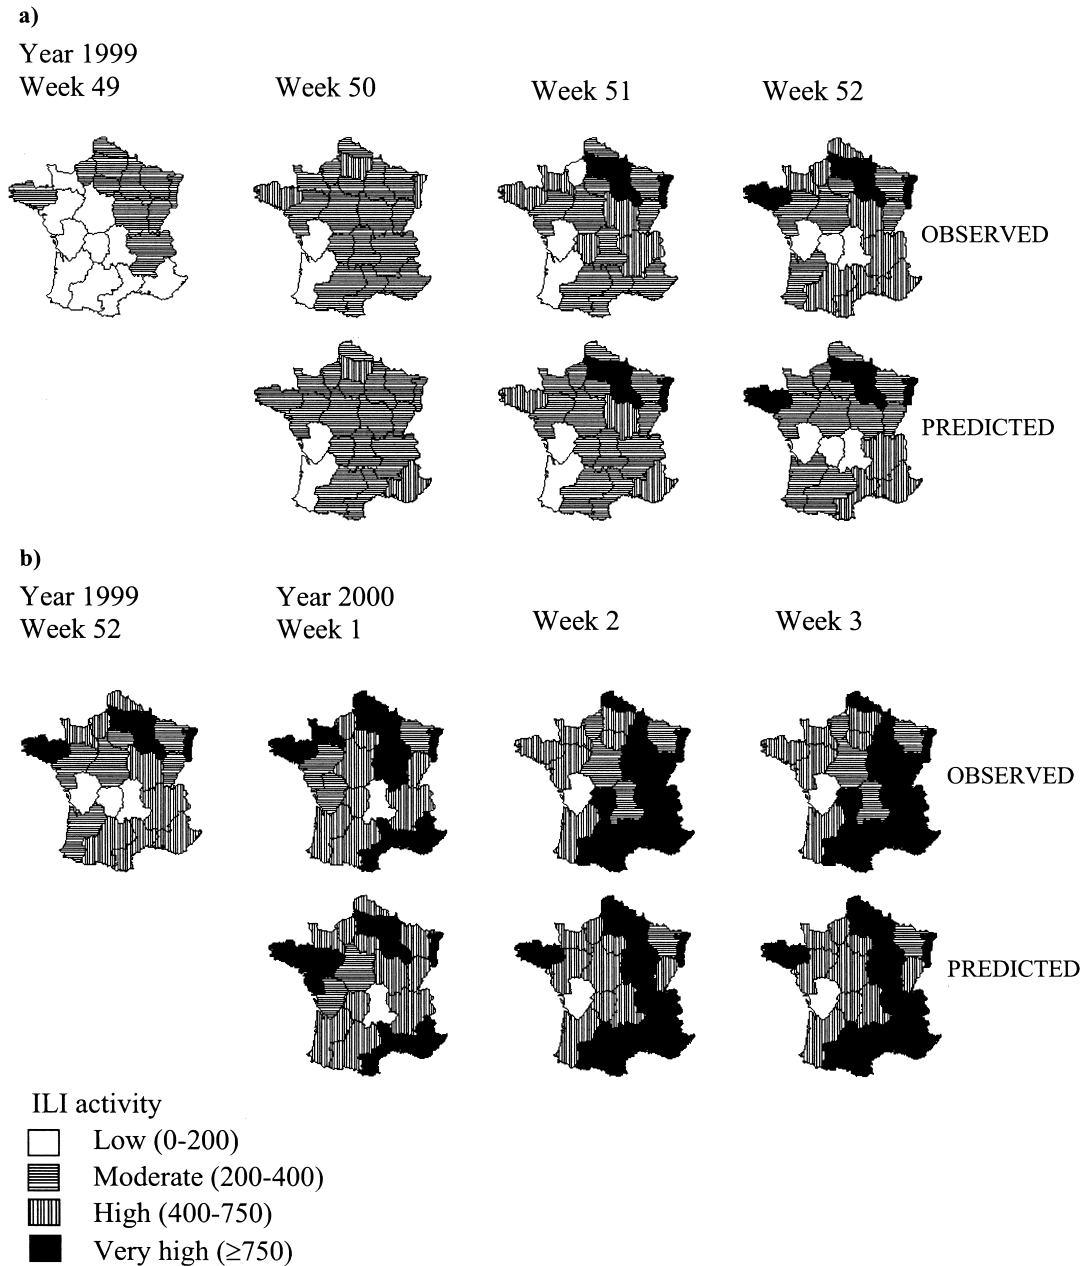 a)
Year 1999
Week 49
Week 50
Week 51
Week 52
OBSERVED
PREDICTED
b)
Year 1999
Week 52
Year 2000
Week 1
Week 2
Week 3
OBSERVED
PREDICTED
ILI activity
Low (0-200)
Moderate (200-400)
High (400-750)
Very high (≥750)